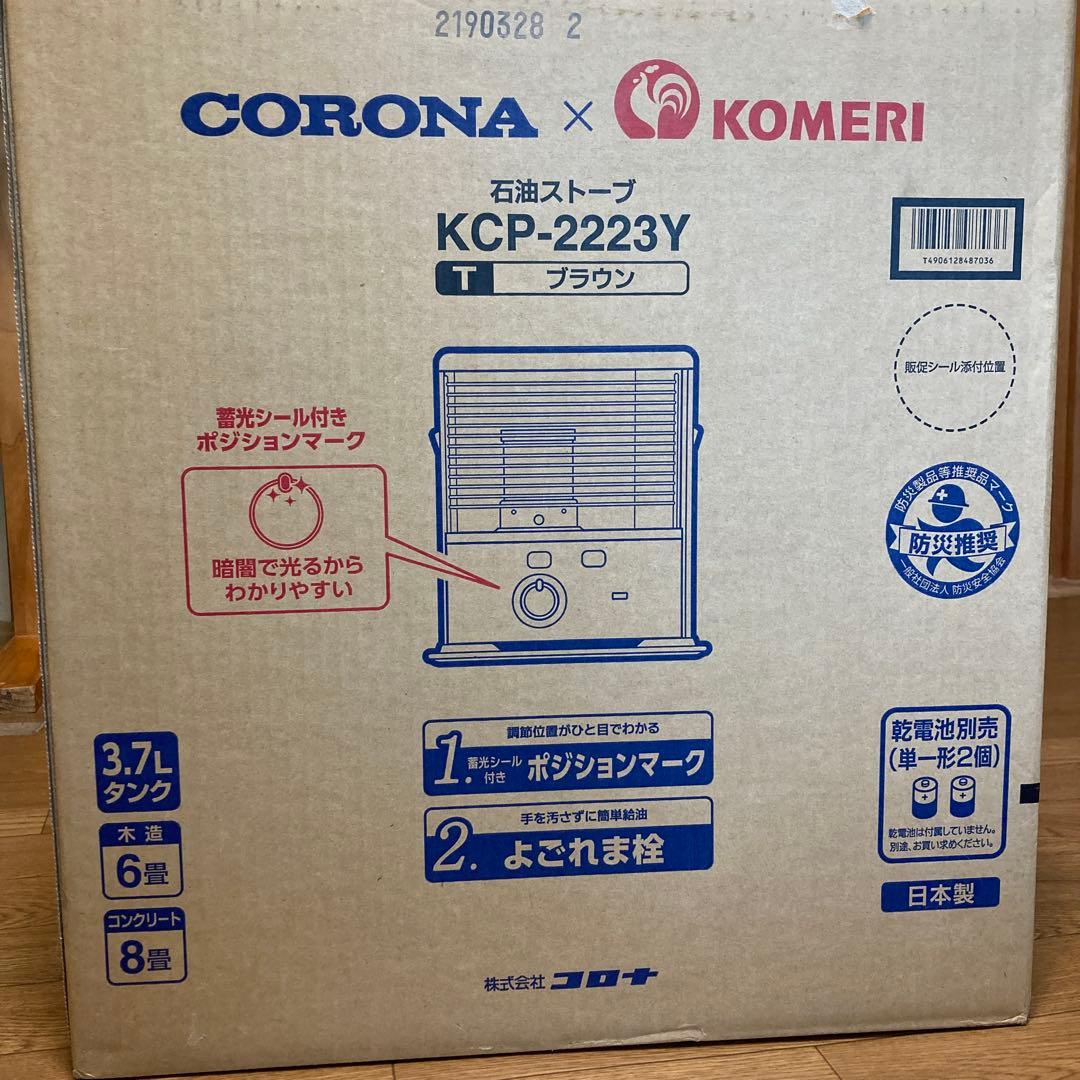 2190328 2
CORONA × KOMERI
石油ストーブ
KCP-2223Y
T ブラウン
T4906128487036
販促シール添付位置
蓄光シール付き
ポジションマーク
暗闇で光るから
わかりやすい
防災製品等推奨品マーク
防災推奨
一般社団法人 防災安全協会
3.7L
タンク
木造
6畳
コンクリート
8畳
調節位置がひと目でわかる
1. 蓄光シール付き ポジションマーク
手を汚さずに簡単給油
2. よごれま栓
乾電池別売
(単一形2個)
乾電池は付属していません。
別途、お買い求めください。
日本製
株式会社 コロナ